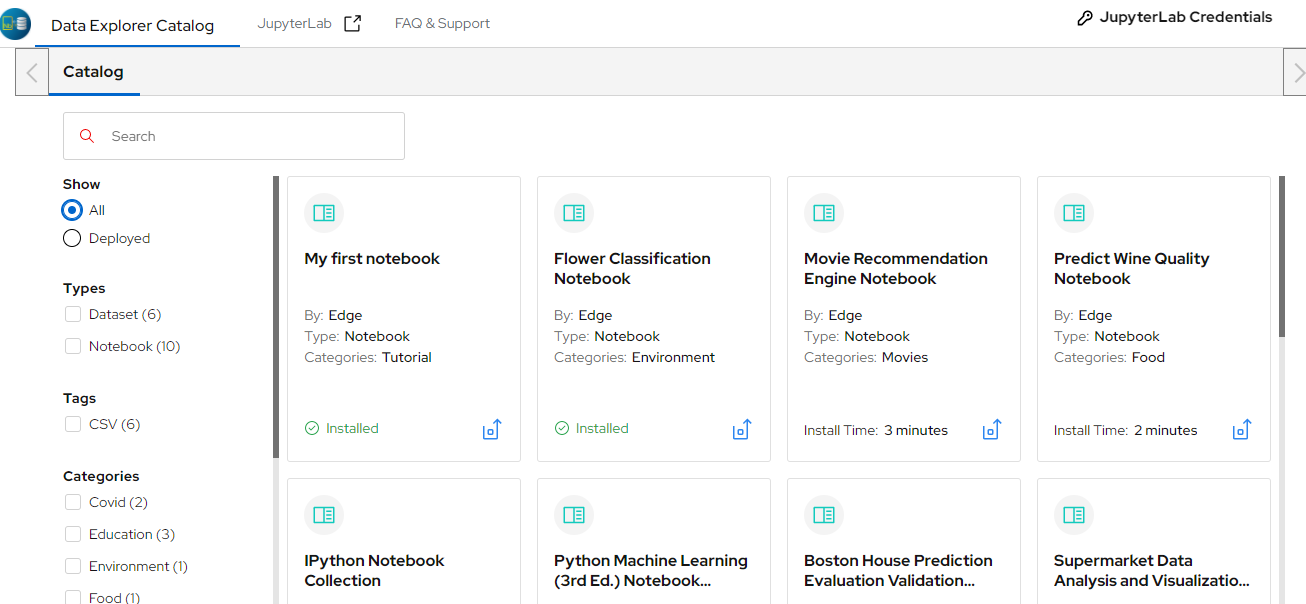 Data Explorer Catalog
JupyterLab
FAQ & Support
JupyterLab Credentials
Catalog
Search
Show
All
Deployed
Types
Dataset (6)
Notebook (10)
Tags
CSV (6)
Categories
Covid (2)
Education (3)
Environment (1)
Food (1)
My first notebook
By: Edge
Type: Notebook
Categories: Tutorial
Installed
Flower Classification
Notebook
By: Edge
Type: Notebook
Categories: Environment
Installed
Movie Recommendation
Engine Notebook
By: Edge
Type: Notebook
Categories: Movies
Install Time: 3 minutes
Predict Wine Quality
Notebook
By: Edge
Type: Notebook
Categories: Food
Install Time: 2 minutes
IPython Notebook
Collection
Python Machine Learning
(3rd Ed.) Notebook...
Boston House Prediction
Evaluation Validation...
Supermarket Data
Analysis and Visualizatio...